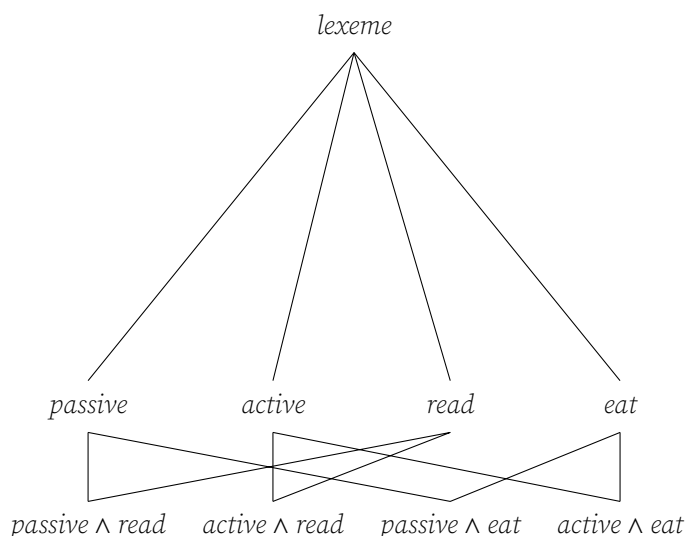 lexeme
passive active read eat
passive ∧ read active ∧ read passive ∧ eat active ∧ eat